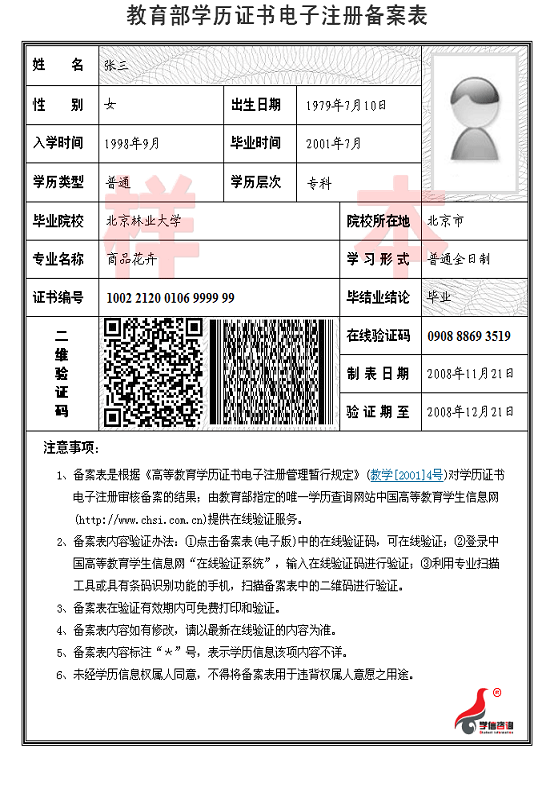 教育部学历证书电子注册备案表
姓 名 张三
性 别 女 出生日期 1979年7月10日
入学时间 1998年9月 毕业时间 2001年7月
学历类型 普通 学历层次 专科
样本
毕业院校 北京林业大学 院校所在地 北京市
专业名称 商品花卉 学习形式 普通全日制
证书编号 1002 2120 0106 9999 99 毕结业结论 毕业
二维验证码 在线验证码 0908 8869 3519
制表日期 2008年11月21日
验证期至 2008年12月21日
注意事项:
1、备案表是根据《高等教育学历证书电子注册管理暂行规定》(教学[2001]4号)对学历证书
电子注册审核备案的结果;由教育部指定的唯一学历查询网站中国高等教育学生信息网
(http://www.chsi.com.cn)提供在线验证服务。
2、备案表内容验证办法:①点击备案表(电子版)中的在线验证码,可在线验证;②登录中
国高等教育学生信息网“在线验证系统”,输入在线验证码进行验证;③利用专业扫描
工具或具有条码识别功能的手机,扫描备案表中的二维码进行验证。
3、备案表在验证有效期内可免费打印和验证。
4、备案表内容如有修改,请以最新在线验证的内容为准。
5、备案表内容标注“*”号,表示学历信息该项内容不详。
6、未经学历信息权属人同意,不得将备案表用于违背权属人意愿之用途。
®
学信咨询
Student information